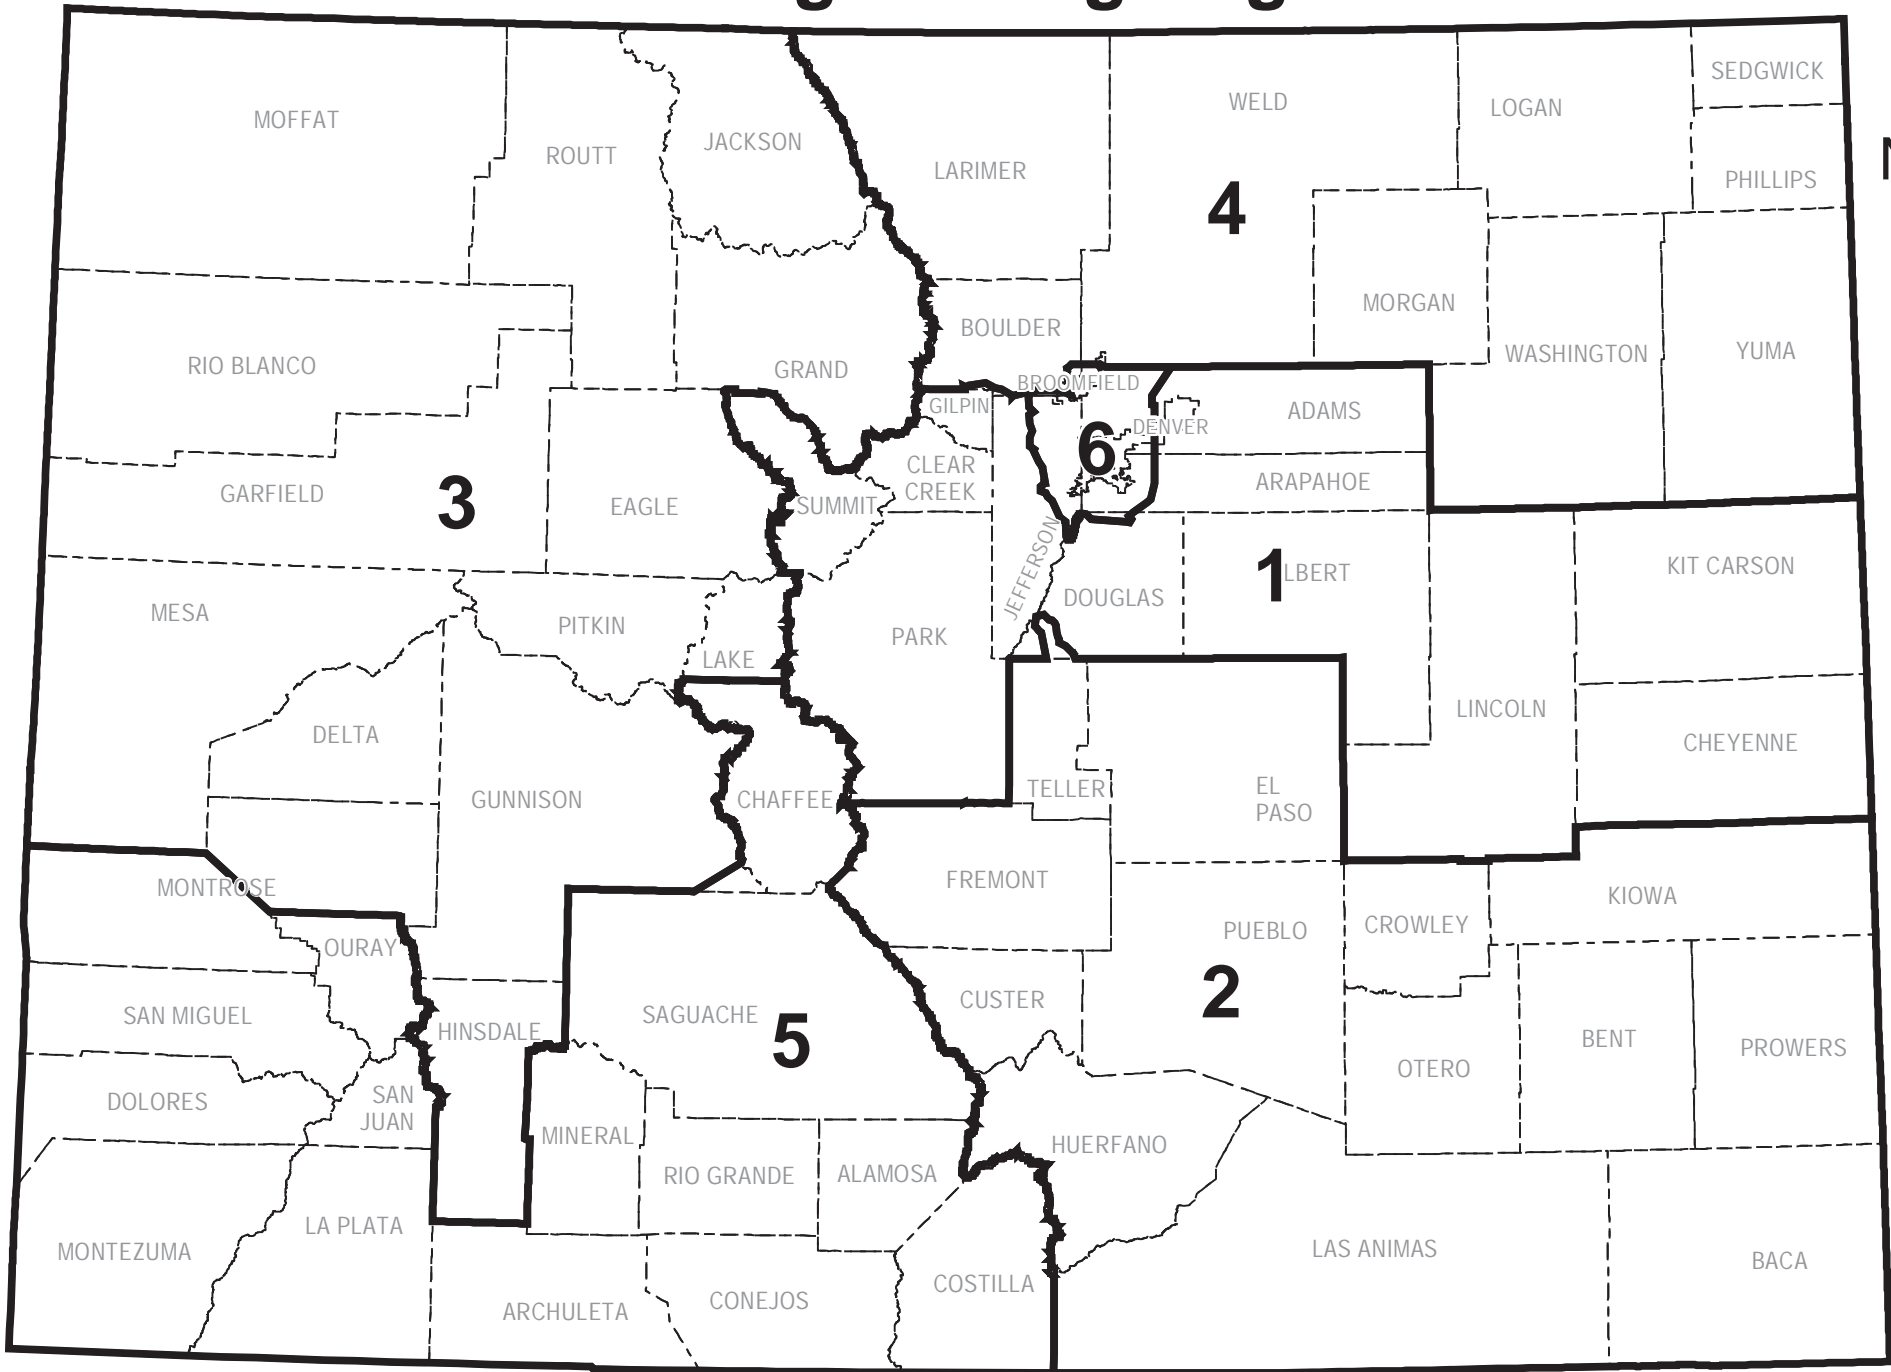 MOFFAT
ROUTT
JACKSON
LARIMER
WELD
LOGAN
SEDGWICK
PHILLIPS
4
MORGAN
BOULDER
RIO BLANCO
GRAND
WASHINGTON
YUMA
BROOMFIELD
GILPIN
ADAMS
DENVER
6
CLEAR
CREEK
ARAPAHOE
GARFIELD
3
EAGLE
SUMMIT
JEFFERSON
1
LBERT
KIT CARSON
MESA
PITKIN
DOUGLAS
PARK
LAKE
LINCOLN
DELTA
CHEYENNE
GUNNISON
CHAFFEE
TELLER
EL
PASO
MONTROSE
FREMONT
KIOWA
OURAY
PUEBLO
CROWLEY
2
SAN MIGUEL
HINSDALE
SAGUACHE
5
CUSTER
OTERO
BENT
PROWERS
DOLORES
SAN
JUAN
MINERAL
RIO GRANDE
ALAMOSA
HUERFANO
MONTEZUMA
LA PLATA
ARCHULETA
CONEJOS
COSTILLA
LAS ANIMAS
BACA